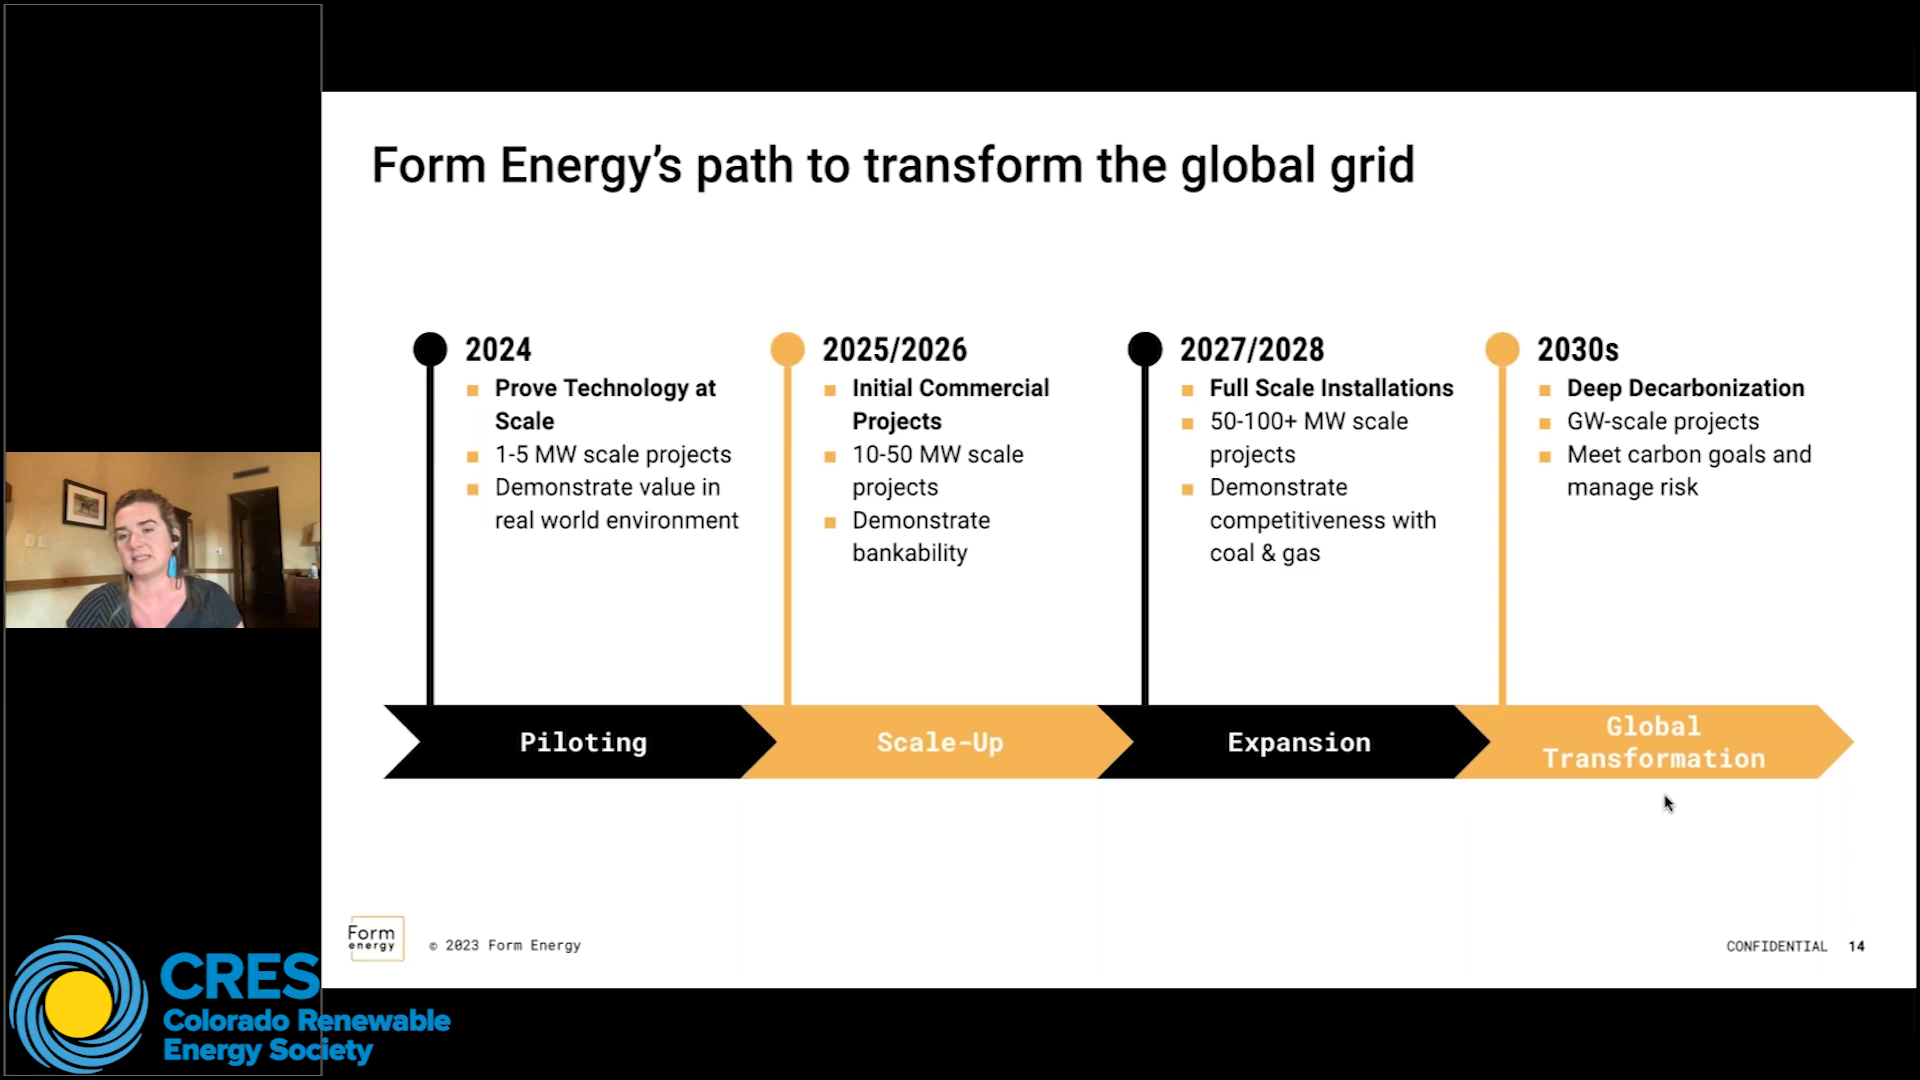 Form Energy’s path to transform the global grid
2024
Prove Technology at
Scale
1-5 MW scale projects
Demonstrate value in
real world environment
2025/2026
Initial Commercial
Projects
10-50 MW scale
projects
Demonstrate
bankability
2027/2028
Full Scale Installations
50-100+ MW scale
projects
Demonstrate
competitiveness with
coal & gas
2030s
Deep Decarbonization
GW-scale projects
Meet carbon goals and
manage risk
Piloting
Scale-Up
Expansion
Global
Transformation
Form
energy
© 2023 Form Energy
CONFIDENTIAL 14
CRES
Colorado Renewable
Energy Society